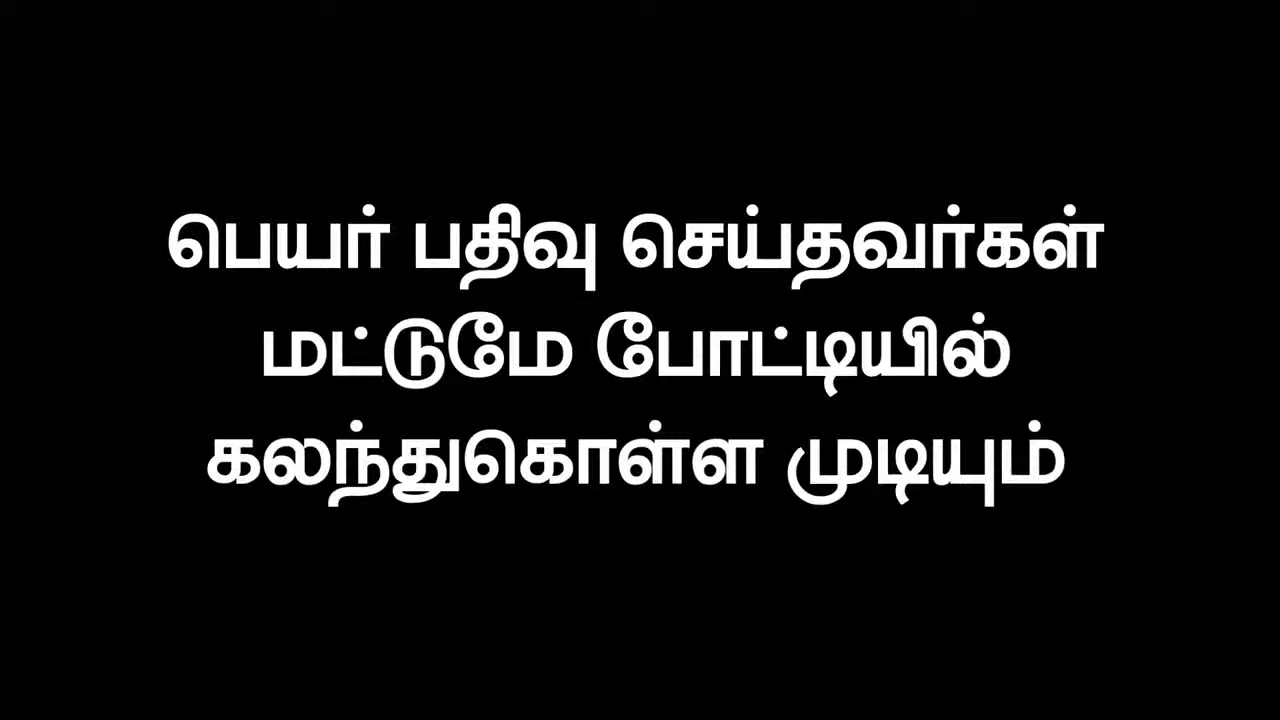 பெயர் பதிவு செய்தவர்கள்
மட்டுமே போட்டியில்
கலந்துகொள்ள முடியும்